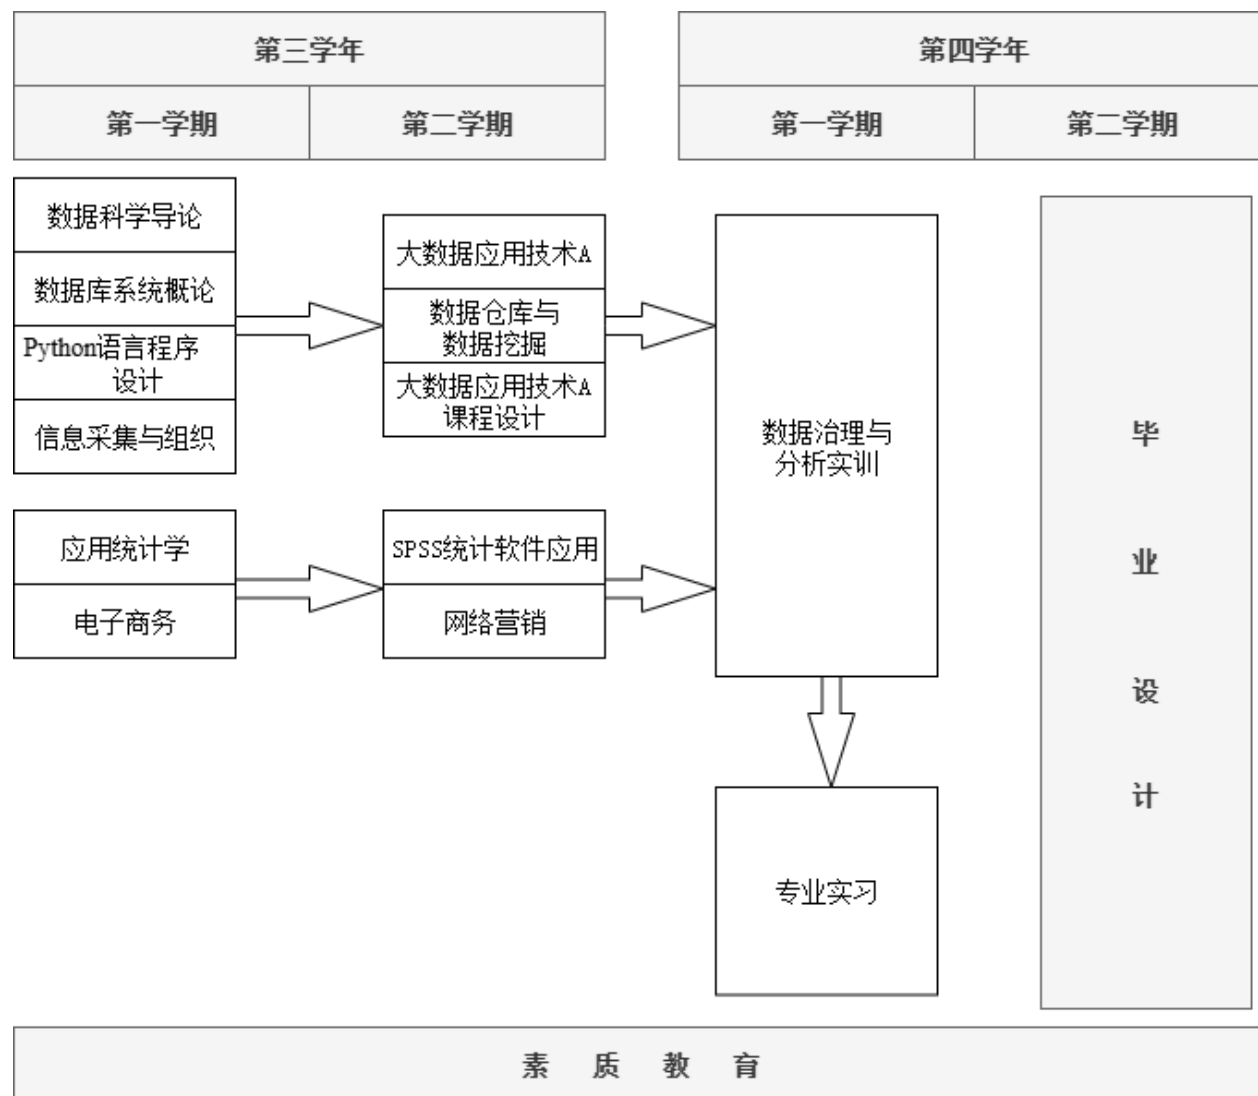 第三学年
第四学年
第一学期
第二学期
第一学期
第二学期
数据科学导论
数据库系统概论
Python语言程序
设计
信息采集与组织
应用统计学
电子商务
大数据应用技术A
数据仓库与
数据挖掘
大数据应用技术A
课程设计
SPSS统计软件应用
网络营销
数据治理与
分析实训
专业实习
毕
业
设
计
素 质 教 育